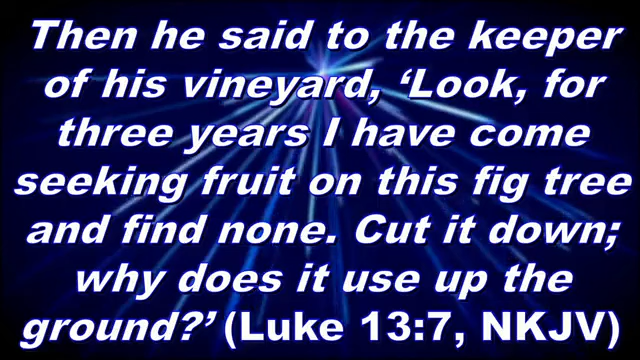 Then he said to the keeper
of his vineyard, ‘Look, for
three years I have come
seeking fruit on this fig tree
and find none. Cut it down;
why does it use up the
ground?’ (Luke 13:7, NKJV)